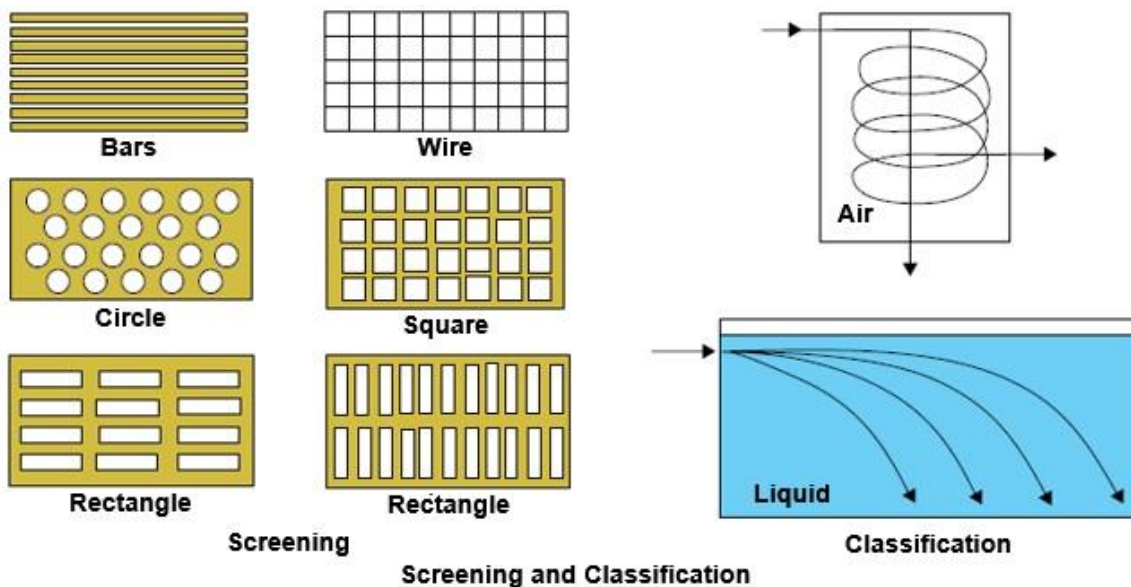 Bars
Wire
Air
Circle
Square
Rectangle
Rectangle
Liquid
Screening
Classification
Screening and Classification